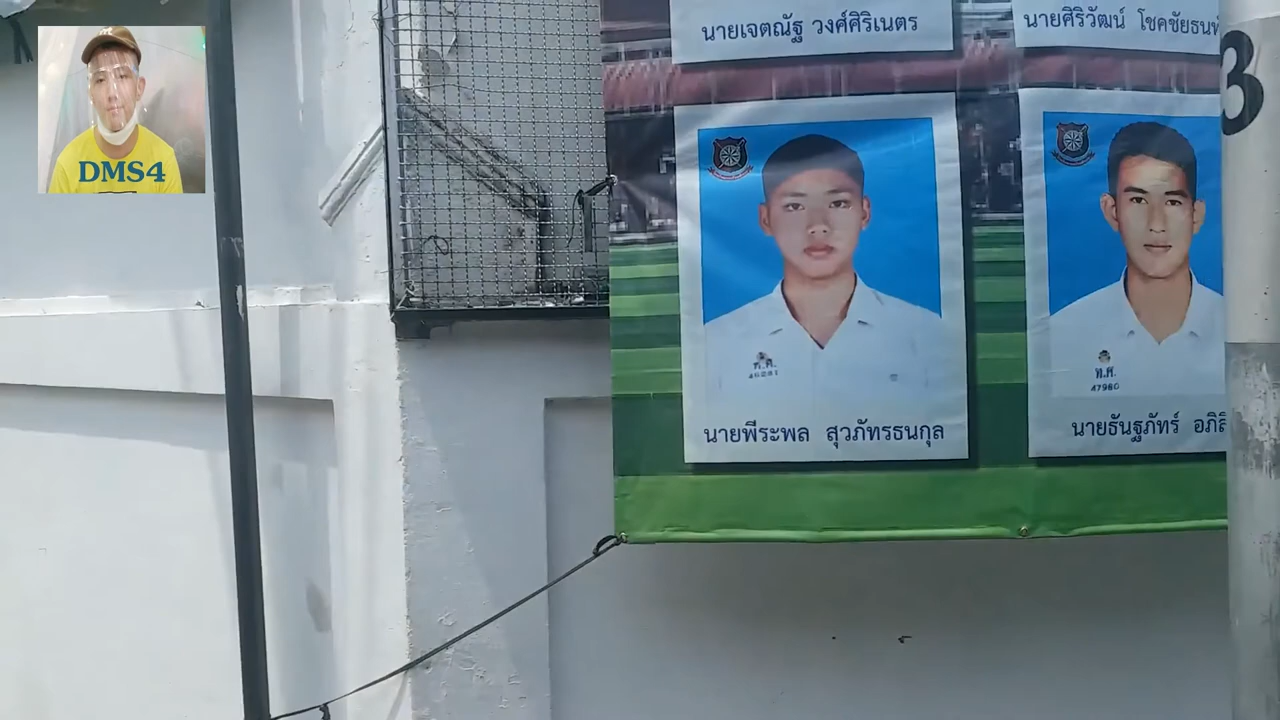 DMS4
นายเจตณัฐ วงศ์ศิริเนตร
นายศิริวัฒน์ โชคชัยธนพั
3
ท.ศ.
46281
ท.ศ.
47980
นายพีระพล สุวภัทรธนกุล
นายธันฐภัทร์ อภิสิ